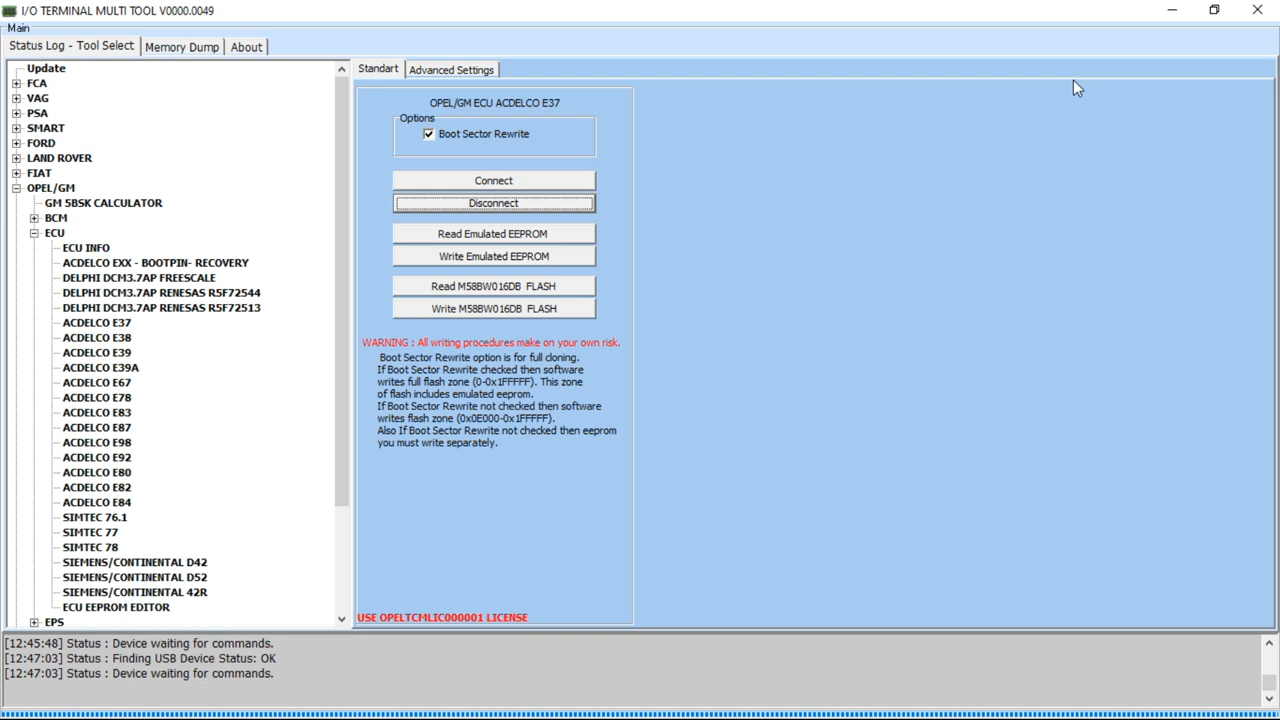 I/O TERMINAL MULTI TOOL V0000.0049
Main
Status Log - Tool Select
Memory Dump
About
Update
FCA
VAG
PSA
SMART
FORD
LAND ROVER
FIAT
OPEL/GM
GM 5BSK CALCULATOR
BCM
ECU
ECU INFO
ACDELCO EXX - BOOTPIN- RECOVERY
DELPHI DCM3.7AP FREESCALE
DELPHI DCM3.7AP RENESAS R5F72544
DELPHI DCM3.7AP RENESAS R5F72513
ACDELCO E37
ACDELCO E38
ACDELCO E39
ACDELCO E39A
ACDELCO E67
ACDELCO E78
ACDELCO E83
ACDELCO E87
ACDELCO E98
ACDELCO E92
ACDELCO E80
ACDELCO E82
ACDELCO E84
SIMTEC 76.1
SIMTEC 77
SIMTEC 78
SIEMENS/CONTINENTAL D42
SIEMENS/CONTINENTAL D52
SIEMENS/CONTINENTAL 42R
ECU EEPROM EDITOR
EPS
Standart
Advanced Settings
OPEL/GM ECU ACDELCO E37
Options
Boot Sector Rewrite
Connect
Disconnect
Read Emulated EEPROM
Write Emulated EEPROM
Read M58BW016DB FLASH
Write M58BW016DB FLASH
WARNING : All writing procedures make on your own risk.
Boot Sector Rewrite option is for full cloning.
If Boot Sector Rewrite checked then software
writes full flash zone (0-0x1FFFFF). This zone
of flash includes emulated eeprom.
If Boot Sector Rewrite not checked then software
writes flash zone (0x0E000-0x1FFFFF).
Also If Boot Sector Rewrite not checked then eeprom
you must write separately.
USE OPELTCMLIC000001 LICENSE
[12:45:48] Status : Device waiting for commands.
[12:47:03] Status : Finding USB Device Status: OK
[12:47:03] Status : Device waiting for commands.